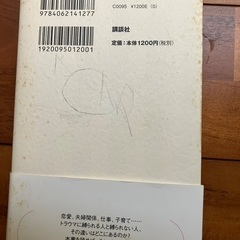 9784062141277
C0095 ¥1200E (0)
1920095012001
講談社
定価:本体1200円(税別)
恋愛、夫婦関係、仕事、子育て──
トラウマに縛られる人と縛られない人、
その違いはどこにあるのか?